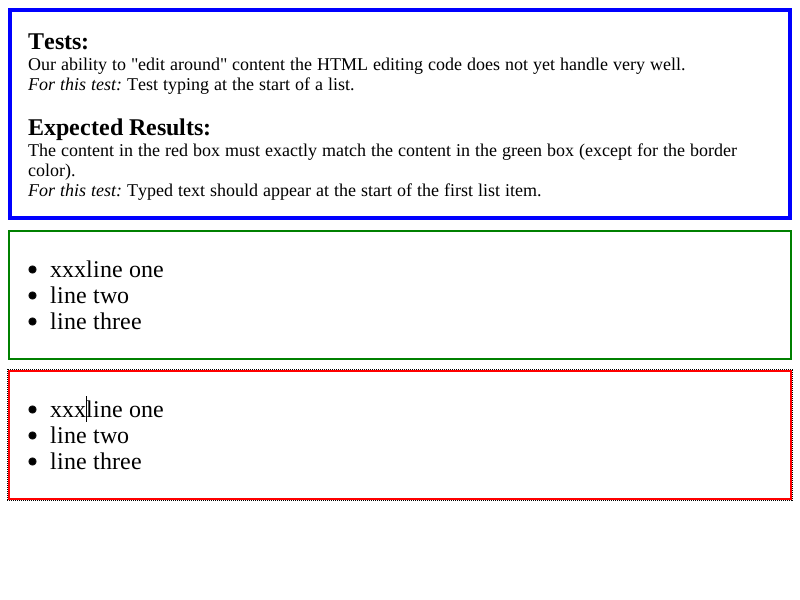 Tests:
Our ability to "edit around" content the HTML editing code does not yet handle very well.
For this test: Test typing at the start of a list.
Expected Results:
The content in the red box must exactly match the content in the green box (except for the border
color).
For this test: Typed text should appear at the start of the first list item.
• xxxline one
• line two
• line three
• xxxline one
• line two
• line three